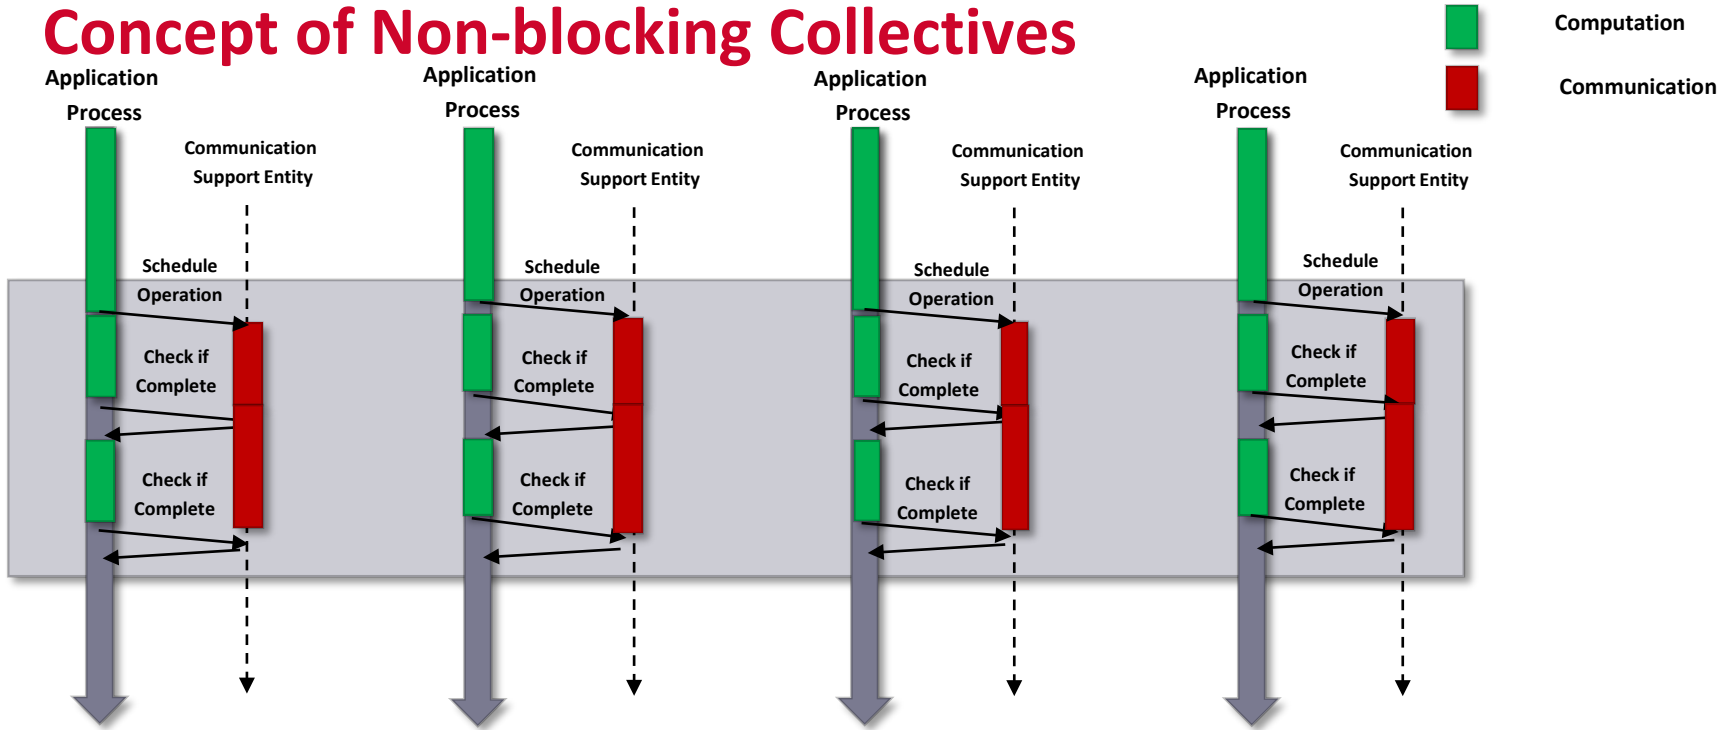 Concept of Non-blocking Collectives
Computation
Communication
Application
Process
Application
Process
Application
Process
Application
Process
Communication
Support Entity
Communication
Support Entity
Communication
Support Entity
Communication
Support Entity
Schedule
Operation
Schedule
Operation
Schedule
Operation
Schedule
Operation
Check if
Complete
Check if
Complete
Check if
Complete
Check if
Complete
Check if
Complete
Check if
Complete
Check if
Complete
Check if
Complete